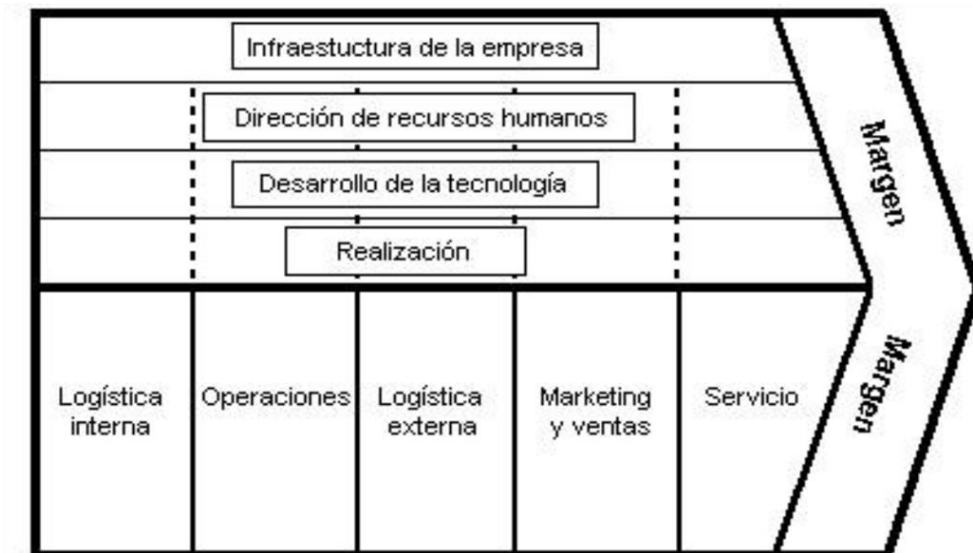 Infraestuctura de la empresa
Dirección de recursos humanos
Desarrollo de la tecnología
Realización
Margen
Margen
Logística
interna
Operaciones
Logística
externa
Marketing
y ventas
Servicio